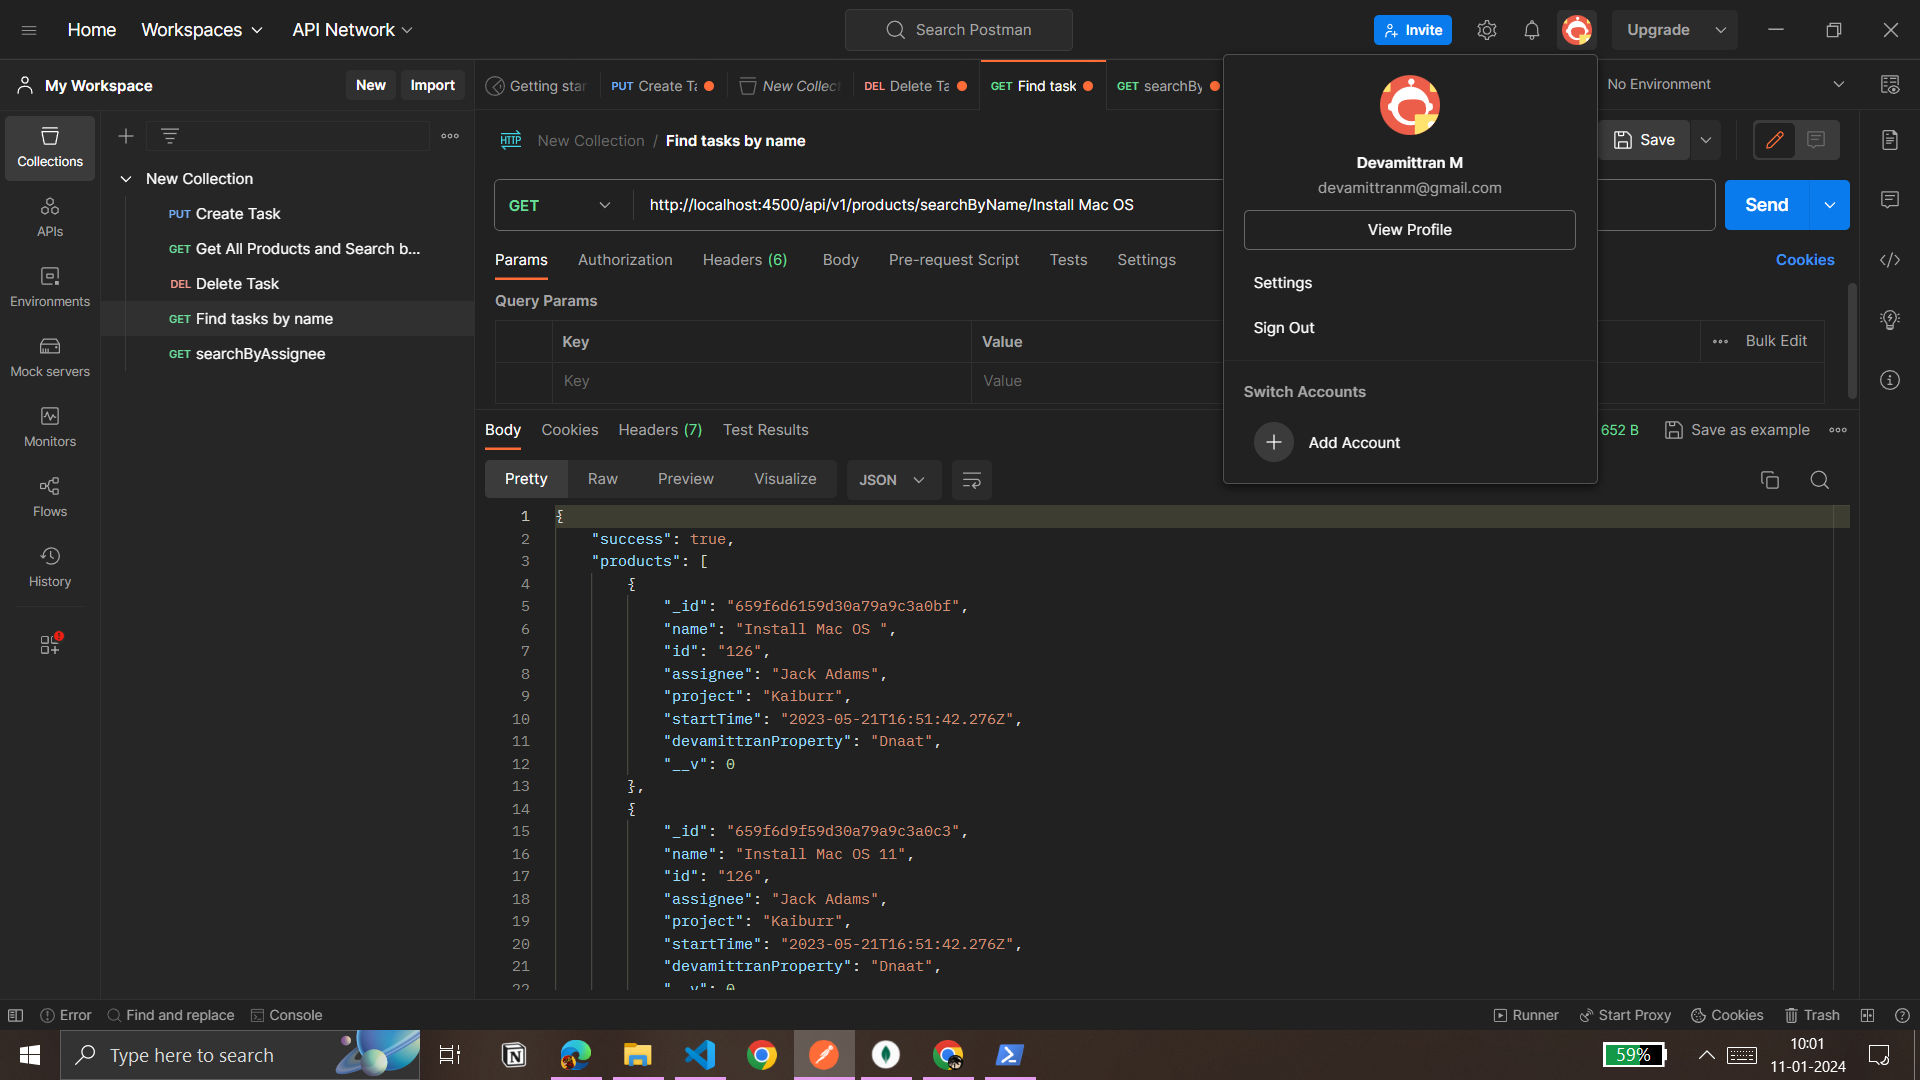 Home Workspaces API Network Search Postman Invite Upgrade
My Workspace New Import
Getting star PUT Create Ta New Collect DEL Delete Ta GET Find task GET searchBy No Environment
Collections
APIs
Environments
Mock servers
Monitors
Flows
History
New Collection
PUT Create Task
GET Get All Products and Search b...
DEL Delete Task
GET Find tasks by name
GET searchByAssignee
HTTP New Collection / Find tasks by name Save
GET http://localhost:4500/api/v1/products/searchByName/Install Mac OS Send
Params Authorization Headers (6) Body Pre-request Script Tests Settings Cookies
Query Params
Key Value Bulk Edit
Key Value
Devamittran M
devamittranm@gmail.com
View Profile
Settings
Sign Out
Switch Accounts
Add Account
Body Cookies Headers (7) Test Results 652 B Save as example
Pretty Raw Preview Visualize JSON
1 {
2 "success": true,
3 "products": [
4 {
5 "_id": "659f6d6159d30a79a9c3a0bf",
6 "name": "Install Mac OS ",
7 "id": "126",
8 "assignee": "Jack Adams",
9 "project": "Kaiburr",
10 "startTime": "2023-05-21T16:51:42.276Z",
11 "devamittranProperty": "Dnaat",
12 "__v": 0
13 },
14 {
15 "_id": "659f6d9f59d30a79a9c3a0c3",
16 "name": "Install Mac OS 11",
17 "id": "126",
18 "assignee": "Jack Adams",
19 "project": "Kaiburr",
20 "startTime": "2023-05-21T16:51:42.276Z",
21 "devamittranProperty": "Dnaat",
22 "__v": 0
Error Find and replace Console Runner Start Proxy Cookies Trash
Type here to search 59% 10:01
11-01-2024